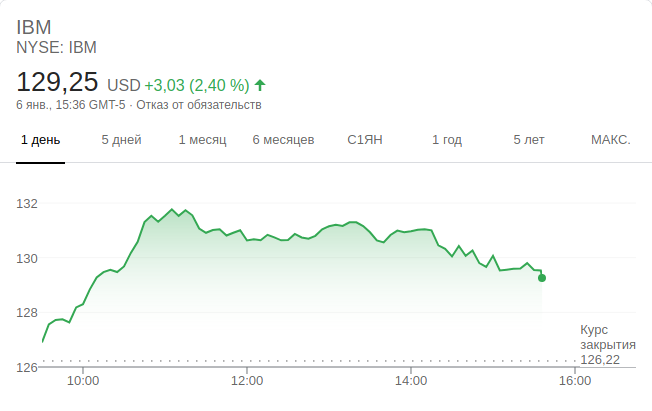 IBM
NYSE: IBM
129,25 USD +3,03 (2,40 %)
6 янв., 15:36 GMT-5 · Отказ от обязательств
1 день 5 дней 1 месяц 6 месяцев С1ЯН 1 год 5 лет МАКС.
132
130
128
126
Курс
закрытия
126,22
10:00 12:00 14:00 16:00